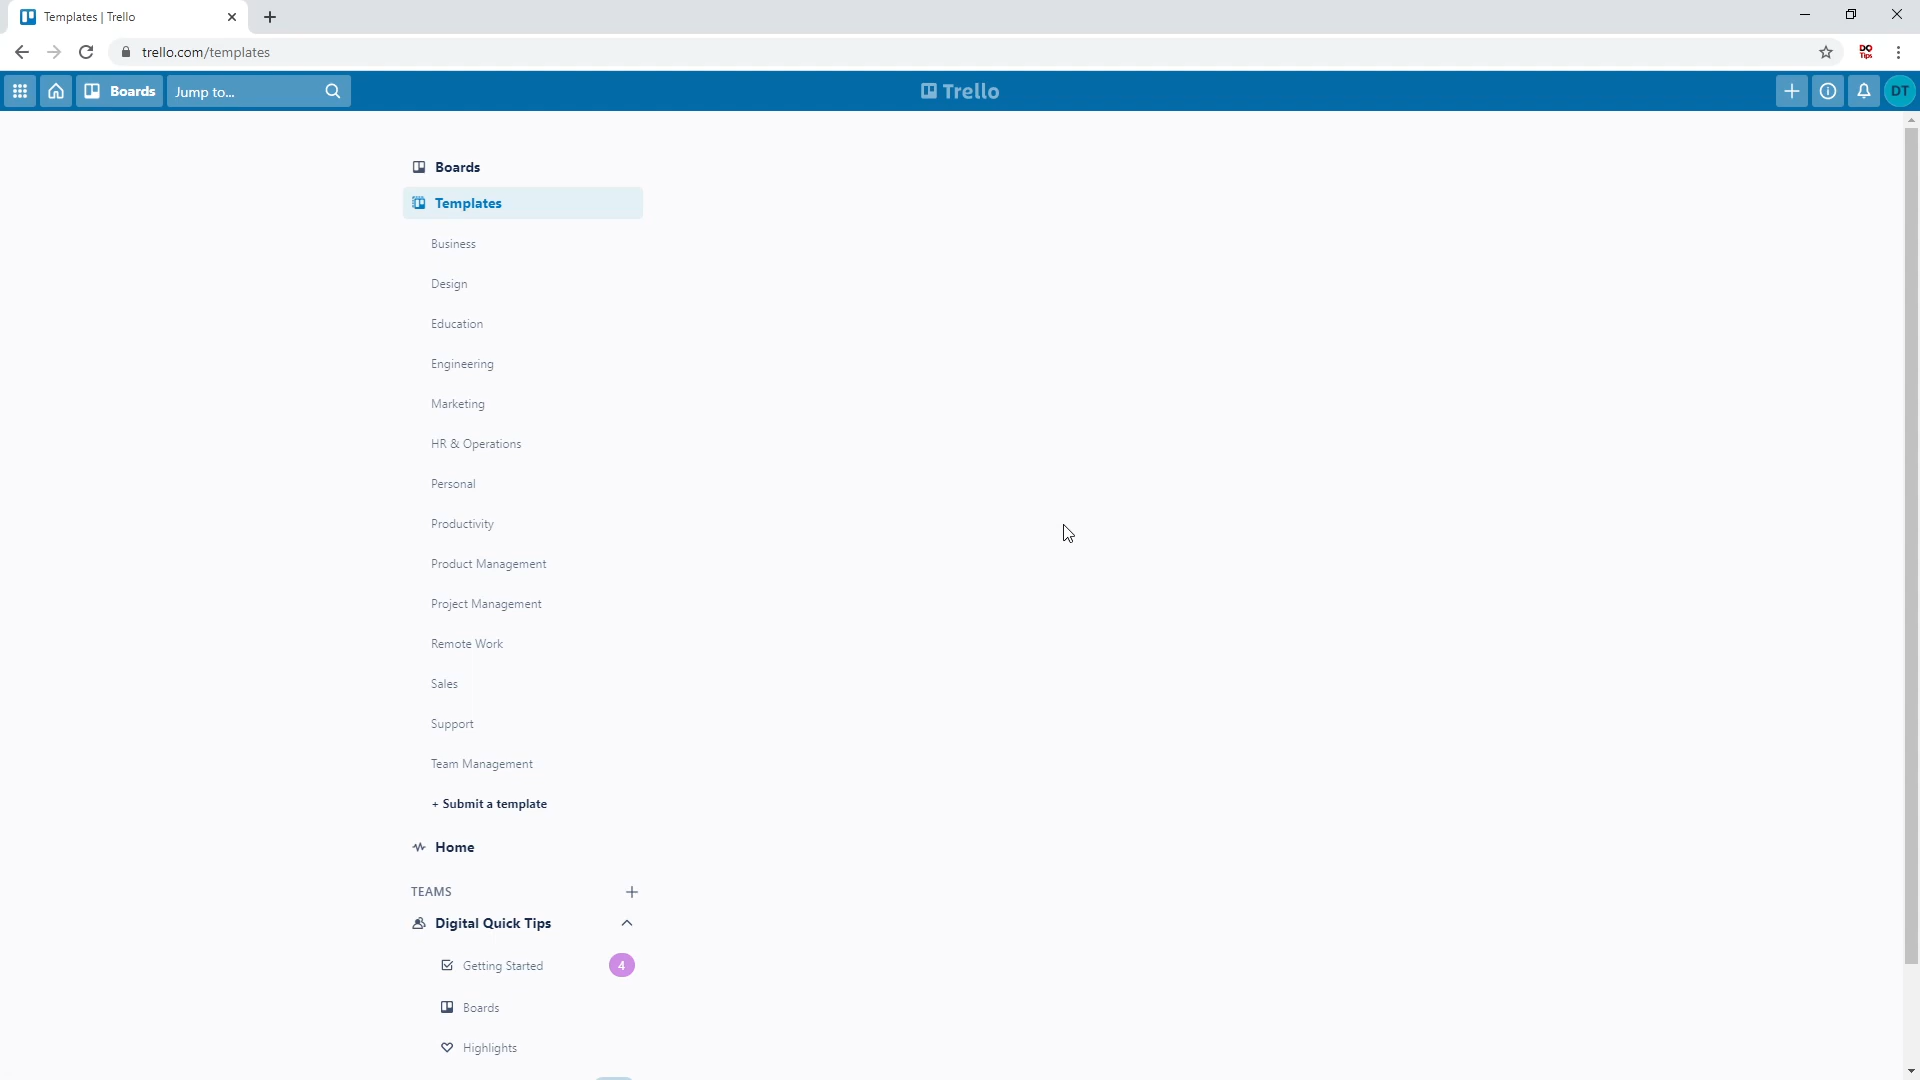 Templates | Trello
trello.com/templates
DQ Tips
Boards
Jump to...
Trello
DT
Boards
Templates
Business
Design
Education
Engineering
Marketing
HR & Operations
Personal
Productivity
Product Management
Project Management
Remote Work
Sales
Support
Team Management
+ Submit a template
Home
TEAMS
Digital Quick Tips
Getting Started
4
Boards
Highlights